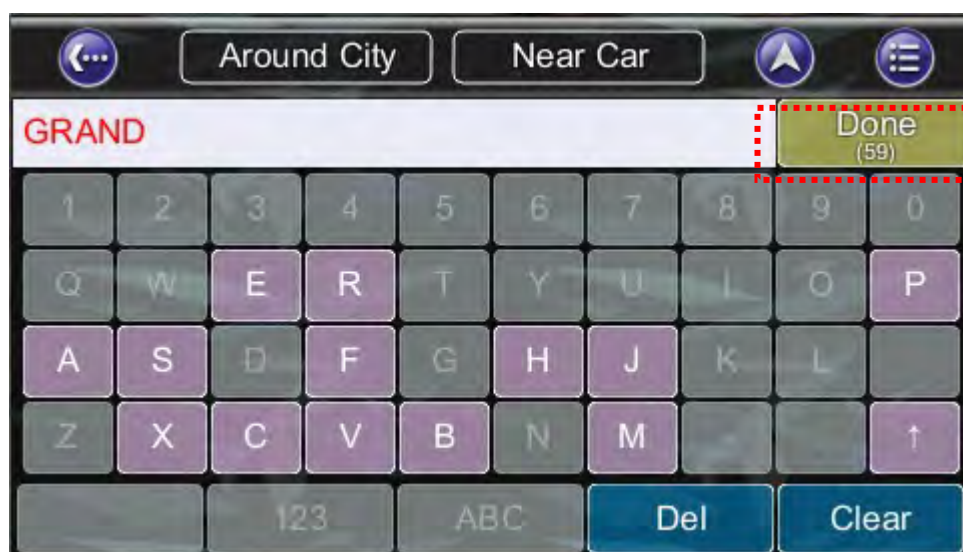 Around City Near Car
GRAND Done
(59)
1 2 3 4 5 6 7 8 9 0
Q W E R T Y U I O P
A S D F G H J K L
Z X C V B N M - ↑
123 ABC Del Clear